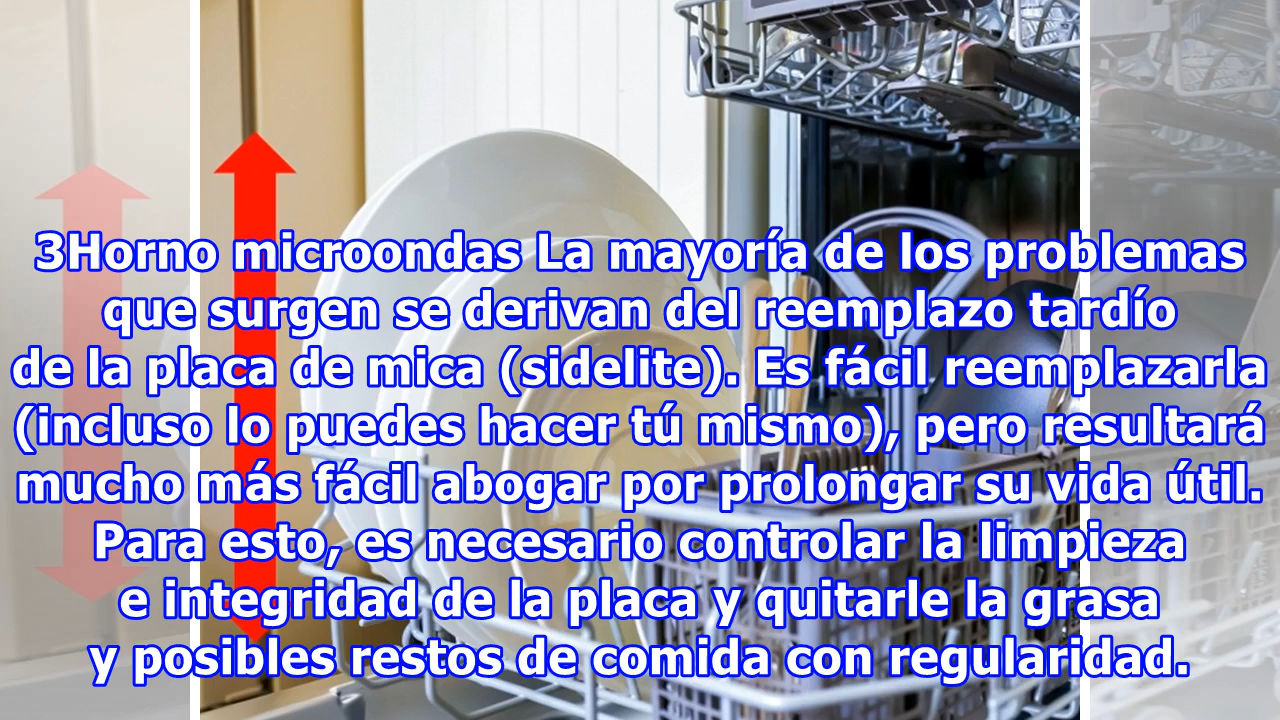 3Horno microondas La mayoría de los problemas
que surgen se derivan del reemplazo tardío
de la placa de mica (sidelite). Es fácil reemplazarla
(incluso lo puedes hacer tú mismo), pero resultará
mucho más fácil abogar por prolongar su vida útil.
Para esto, es necesario controlar la limpieza
e integridad de la placa y quitarle la grasa
y posibles restos de comida con regularidad.